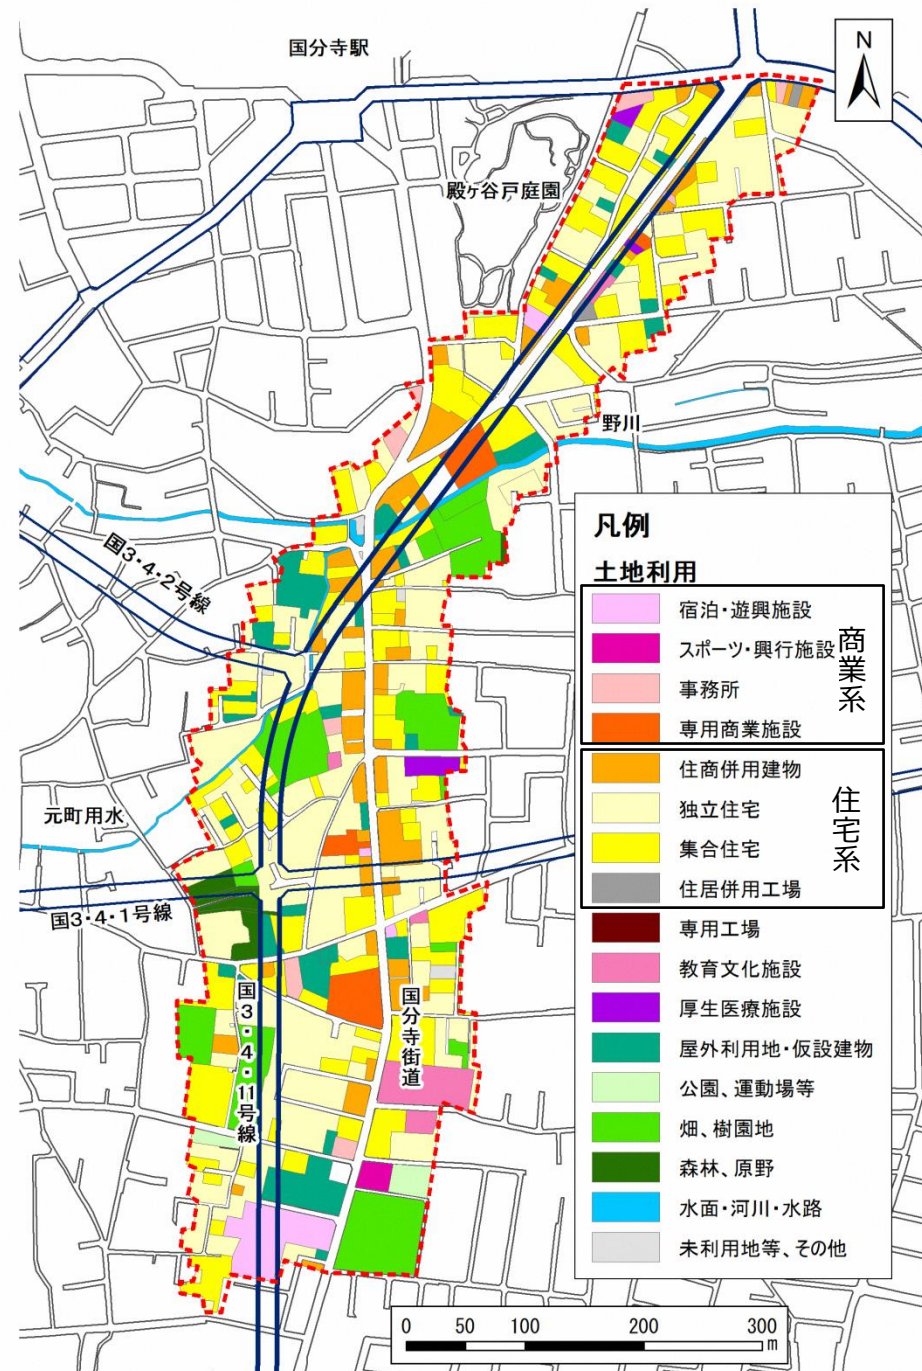 国分寺駅
N
殿ヶ谷戸庭園
野川
国3・4・2号線
元町用水
国3・4・1号線
国3・4・11号線
国分寺街道
凡例
土地利用
宿泊・遊興施設
スポーツ・興行施設
事務所
専用商業施設
商業系
住商併用建物
独立住宅
集合住宅
住居併用工場
住宅系
専用工場
教育文化施設
厚生医療施設
屋外利用地・仮設建物
公園、運動場等
畑、樹園地
森林、原野
水面・河川・水路
未利用地等、その他
0 50 100 200 300
m